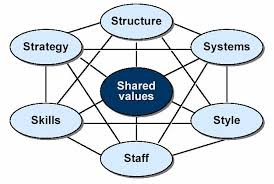 Structure
Strategy
Systems
Shared
values
Skills
Style
Staff